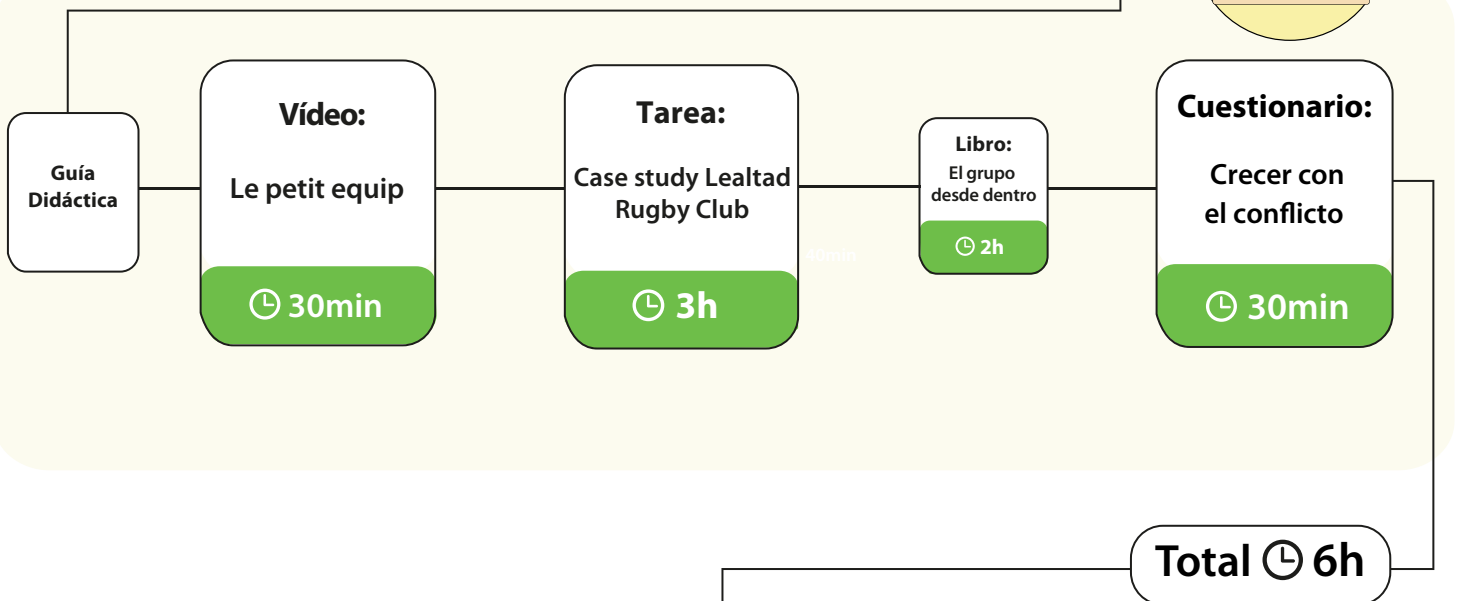 Guía
Didáctica
Vídeo:
Le petit equip
30min
Tarea:
Case study Lealtad
Rugby Club
3h
30min
Libro:
El grupo
desde dentro
2h
Cuestionario:
Crecer con
el conflicto
30min
Total 6h